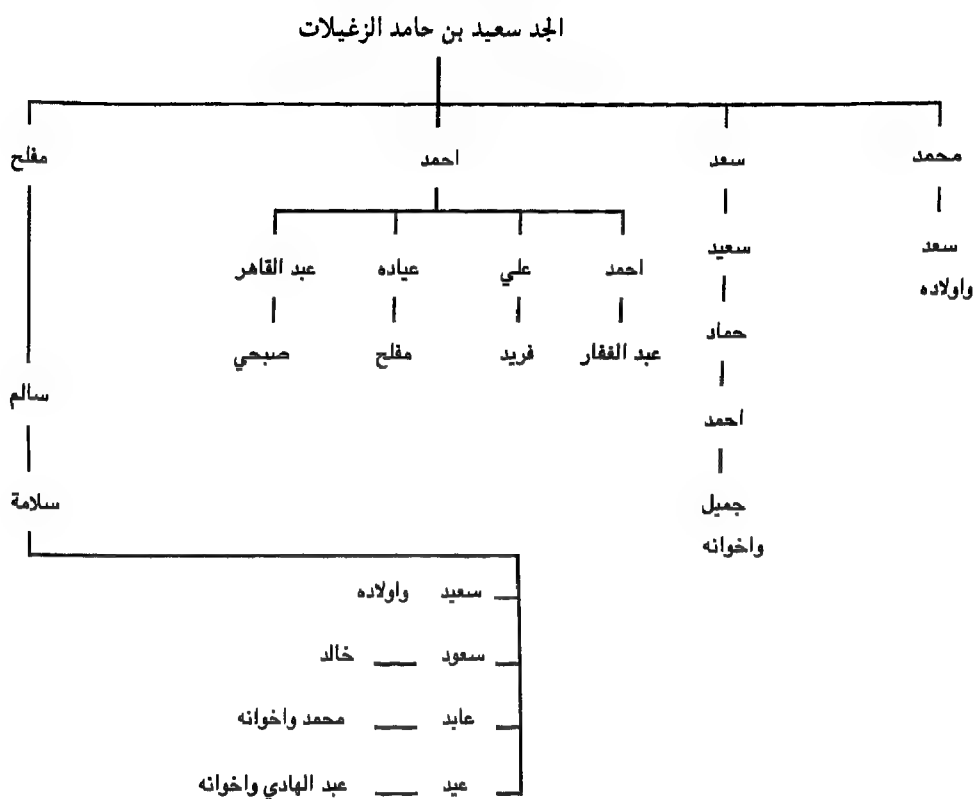 الجد سعيد بن حامد الزغيلات
محمد سعد احمد مفلح
سعد سعيد احمد علي عياده عبد القاهر
واولاده
حماد عبد الغفار فريد مفلح صبحي
سالم
احمد
جميل سلامة
واخوانه
سعيد واولاده
سعود خالد
عابد محمد واخوانه
عيد عبد الهادي واخوانه